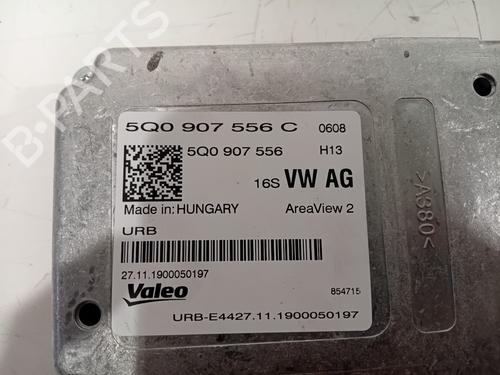 B-PARTS
5Q0 907 556 C 0608
5Q0 907 556 H13
16S VW AG
Made in: HUNGARY AreaView 2
URB
27.11.1900050197
Valeo 854715
URB-E4427.11.1900050197
>A380<